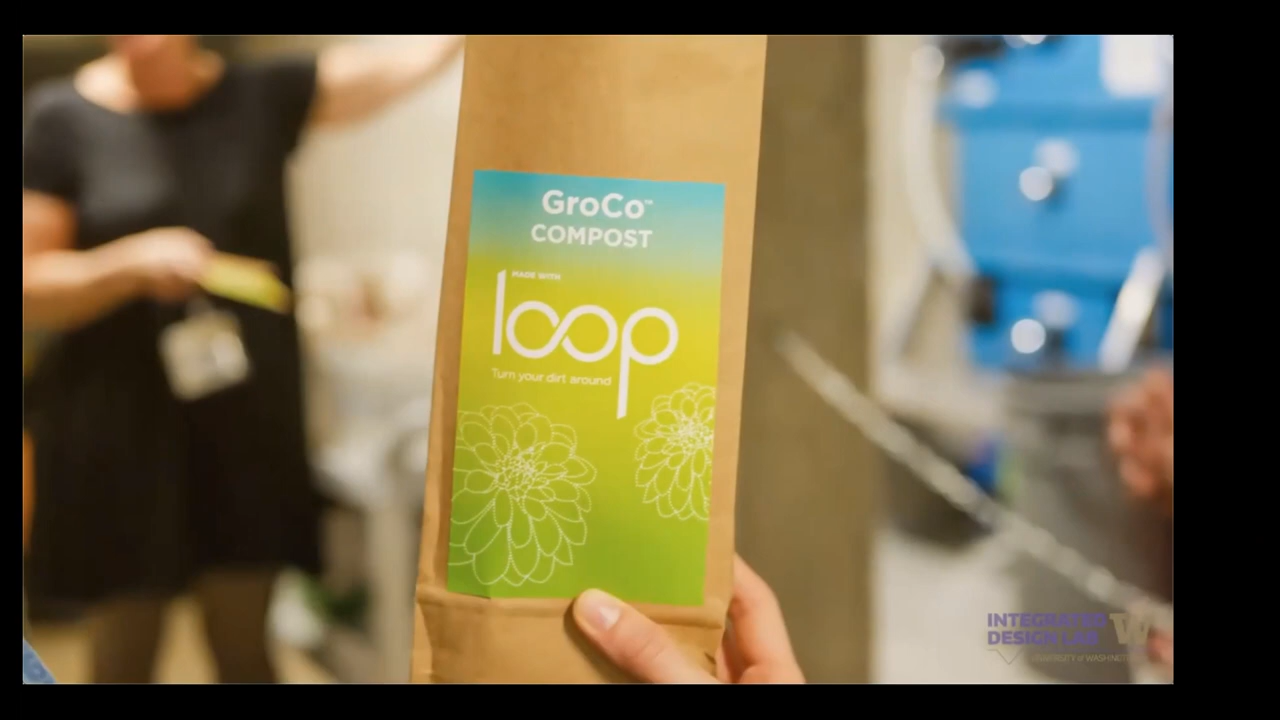 GroCo™
COMPOST
MADE WITH
loop
Turn your dirt around
INTEGRATED
DESIGN LAB W
UNIVERSITY of WASHINGTON